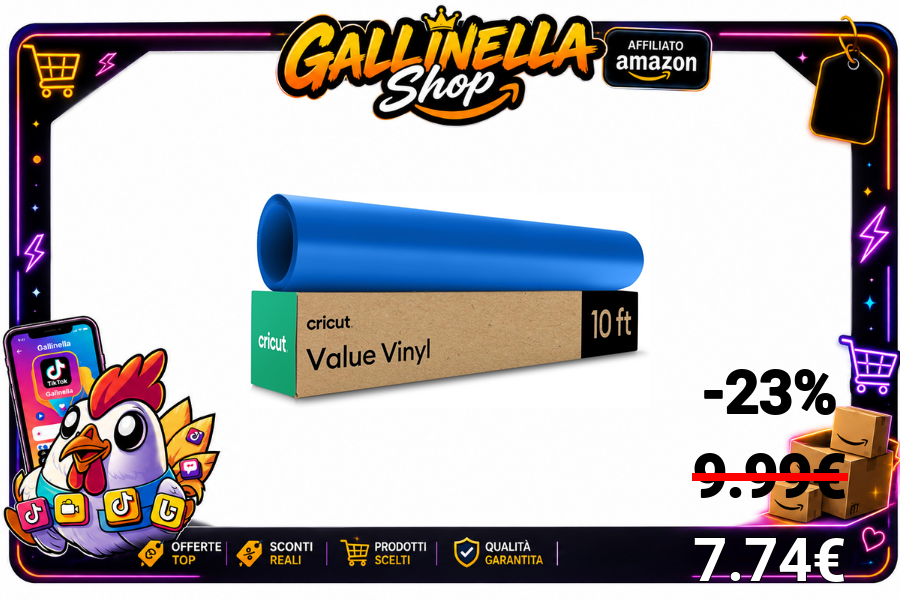 GALLINELLA
Shop
AFFILIATO
amazon
cricut
cricut
Value Vinyl
10 ft
Gallinella
TikTok
Gallinella
-23%
9.99€
7.74€
OFFERTE
TOP
SCONTI
REALI
PRODOTTI
SCELTI
QUALITÀ
GARANTITA